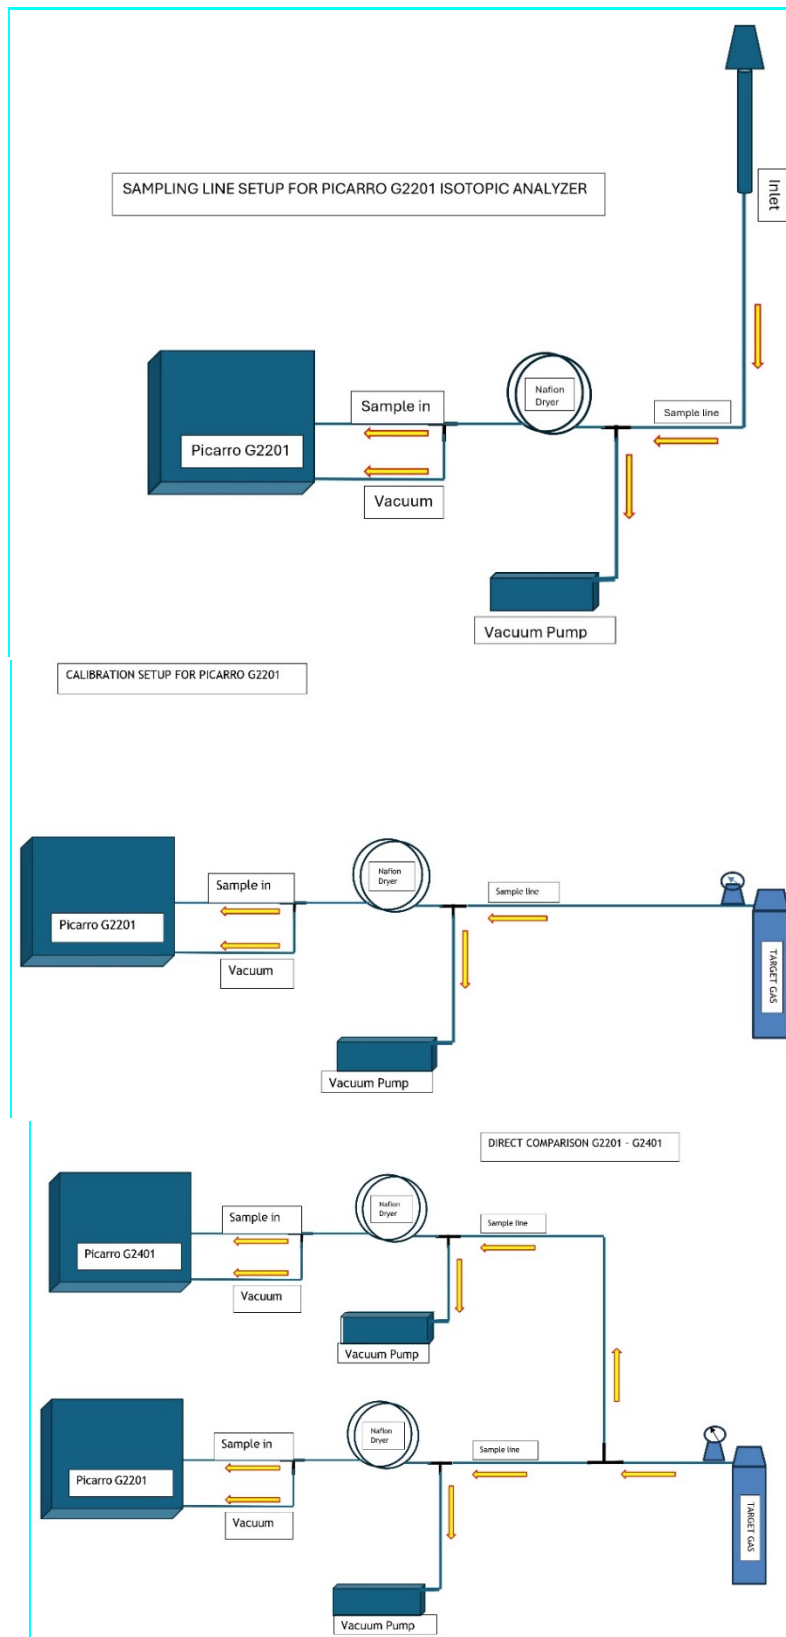 SAMPLING LINE SETUP FOR PICARRO G2201 ISOTOPIC ANALYZER
Inlet
Nafion
Dryer
Sample line
Sample in
Picarro G2201
Vacuum
Vacuum Pump
CALIBRATION SETUP FOR PICARRO G2201
Nafion
Dryer
Sample in
Sample line
Picarro G2201
Vacuum
TARGET GAS
Vacuum Pump
DIRECT COMPARISON G2201 - G2401
Nafion
Dryer
Sample in
Sample line
Picarro G2401
Vacuum
Vacuum Pump
Nafion
Dryer
Sample in
Sample line
Picarro G2201
Vacuum
TARGET GAS
Vacuum Pump